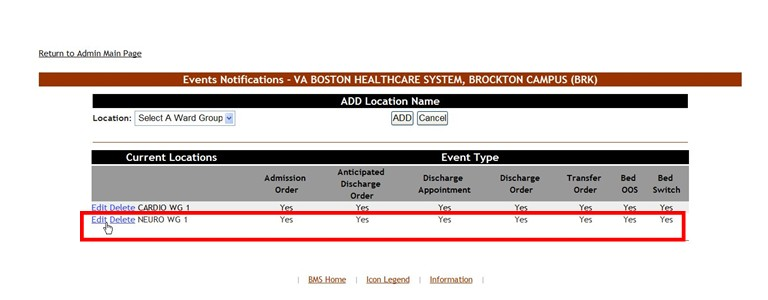 Return to Admin Main Page
Events Notifications - VA BOSTON HEALTHCARE SYSTEM, BROCKTON CAMPUS (BRK)
ADD Location Name
Location: Select A Ward Group ADD Cancel
Current Locations Event Type
Admission Order Anticipated Discharge Order Discharge Appointment Discharge Order Transfer Order Bed OOS Bed Switch
Edit Delete CARDIO WG 1 Yes Yes Yes Yes Yes Yes Yes
Edit Delete NEURO WG 1 Yes Yes Yes Yes Yes Yes Yes
| BMS Home | Icon Legend | Information |